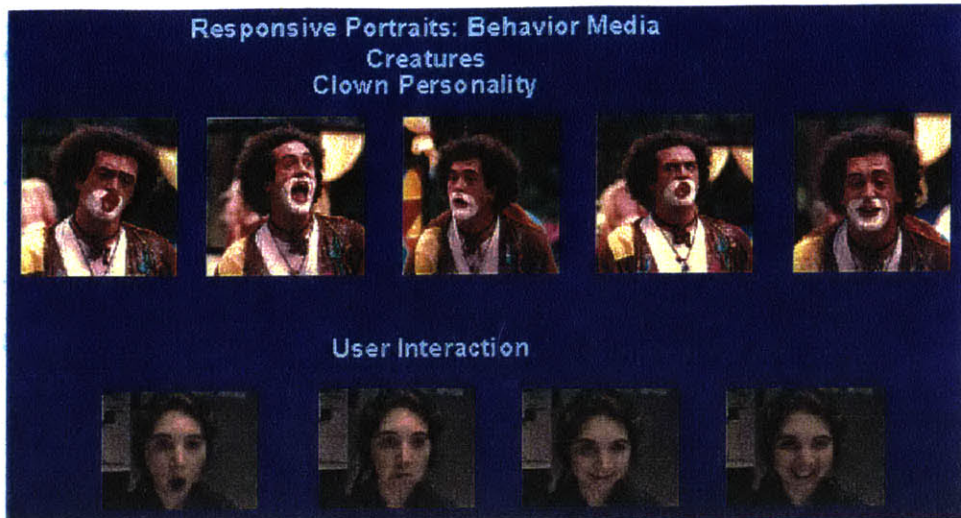 Responsive Portraits: Behavior Media
Creatures
Clown Personality
User Interaction